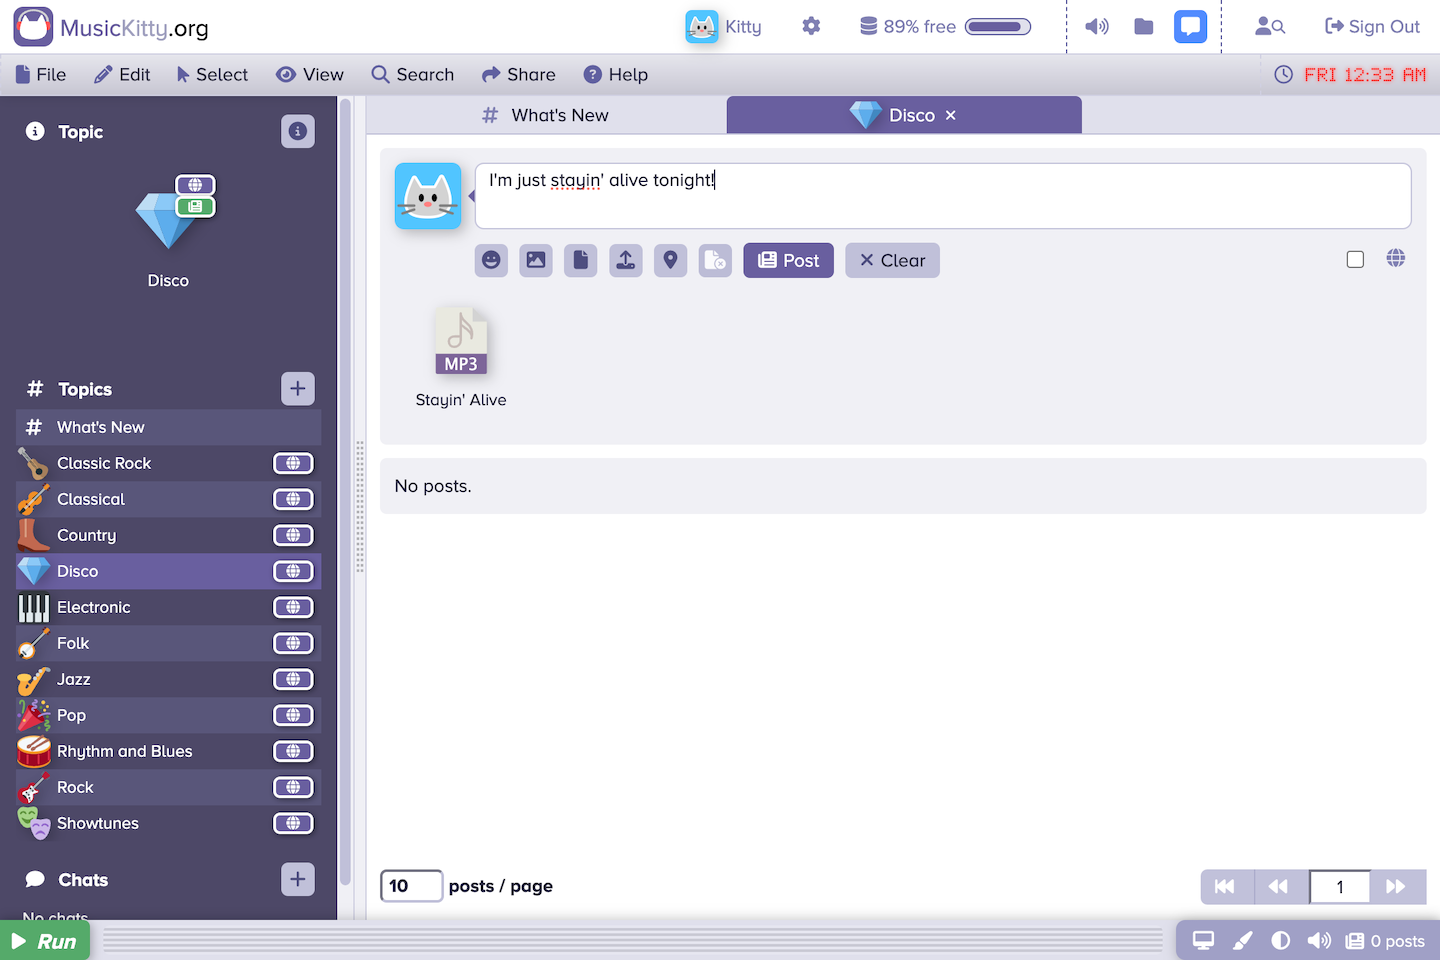 MusicKitty.org
Kitty
89% free
Sign Out
File
Edit
Select
View
Search
Share
Help
FRI 12:33 AM
Topic
Disco
Topics
What's New
Classic Rock
Classical
Country
Disco
Electronic
Folk
Jazz
Pop
Rhythm and Blues
Rock
Showtunes
Chats
No chats
What's New
Disco
I'm just stayin' alive tonight!
Post
Clear
MP3
Stayin' Alive
No posts.
10 posts / page
1
Run
0 posts